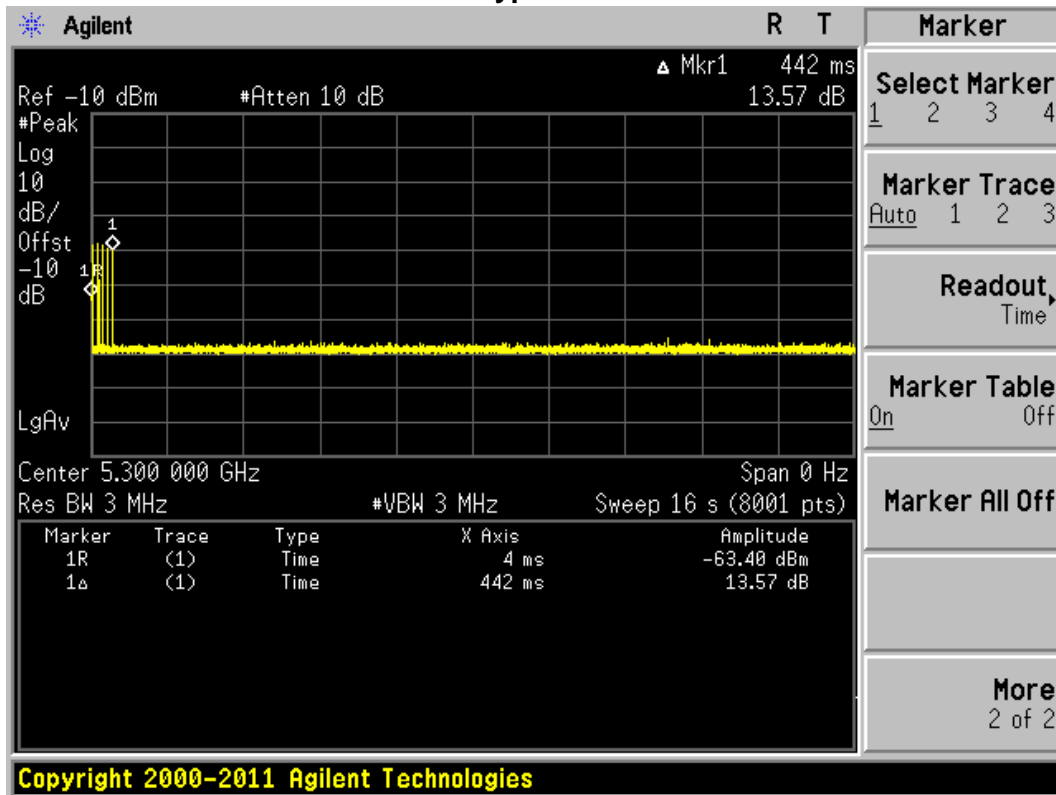 Agilent R T Marker
Δ Mkr1 442 ms
Ref -10 dBm #Atten 10 dB 13.57 dB
#Peak
Log
10
dB/
Offst
-10
dB
1
1R
LgAv
Center 5.300 000 GHz Span 0 Hz
Res BW 3 MHz #VBW 3 MHz Sweep 16 s (8001 pts)
Marker Trace Type X Axis Amplitude
1R (1) Time 4 ms -63.40 dBm
1Δ (1) Time 442 ms 13.57 dB
Select Marker
1 2 3 4
Marker Trace
Auto 1 2 3
Readout
Time
Marker Table
On Off
Marker All Off
More
2 of 2
Copyright 2000-2011 Agilent Technologies